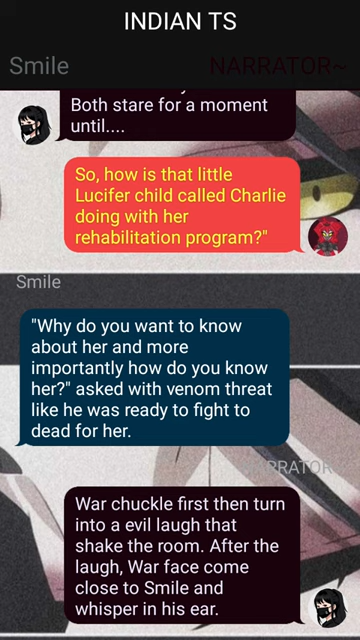 INDIAN TS
Smile
NARRATOR~
Both stare for a moment
until....
So, how is that little
Lucifer child called Charlie
doing with her
rehabilitation program?"
Smile
"Why do you want to know
about her and more
importantly how do you know
her?" asked with venom threat
like he was ready to fight to
dead for her.
NARRATOR~
War chuckle first then turn
into a evil laugh that
shake the room. After the
laugh, War face come
close to Smile and
whisper in his ear.